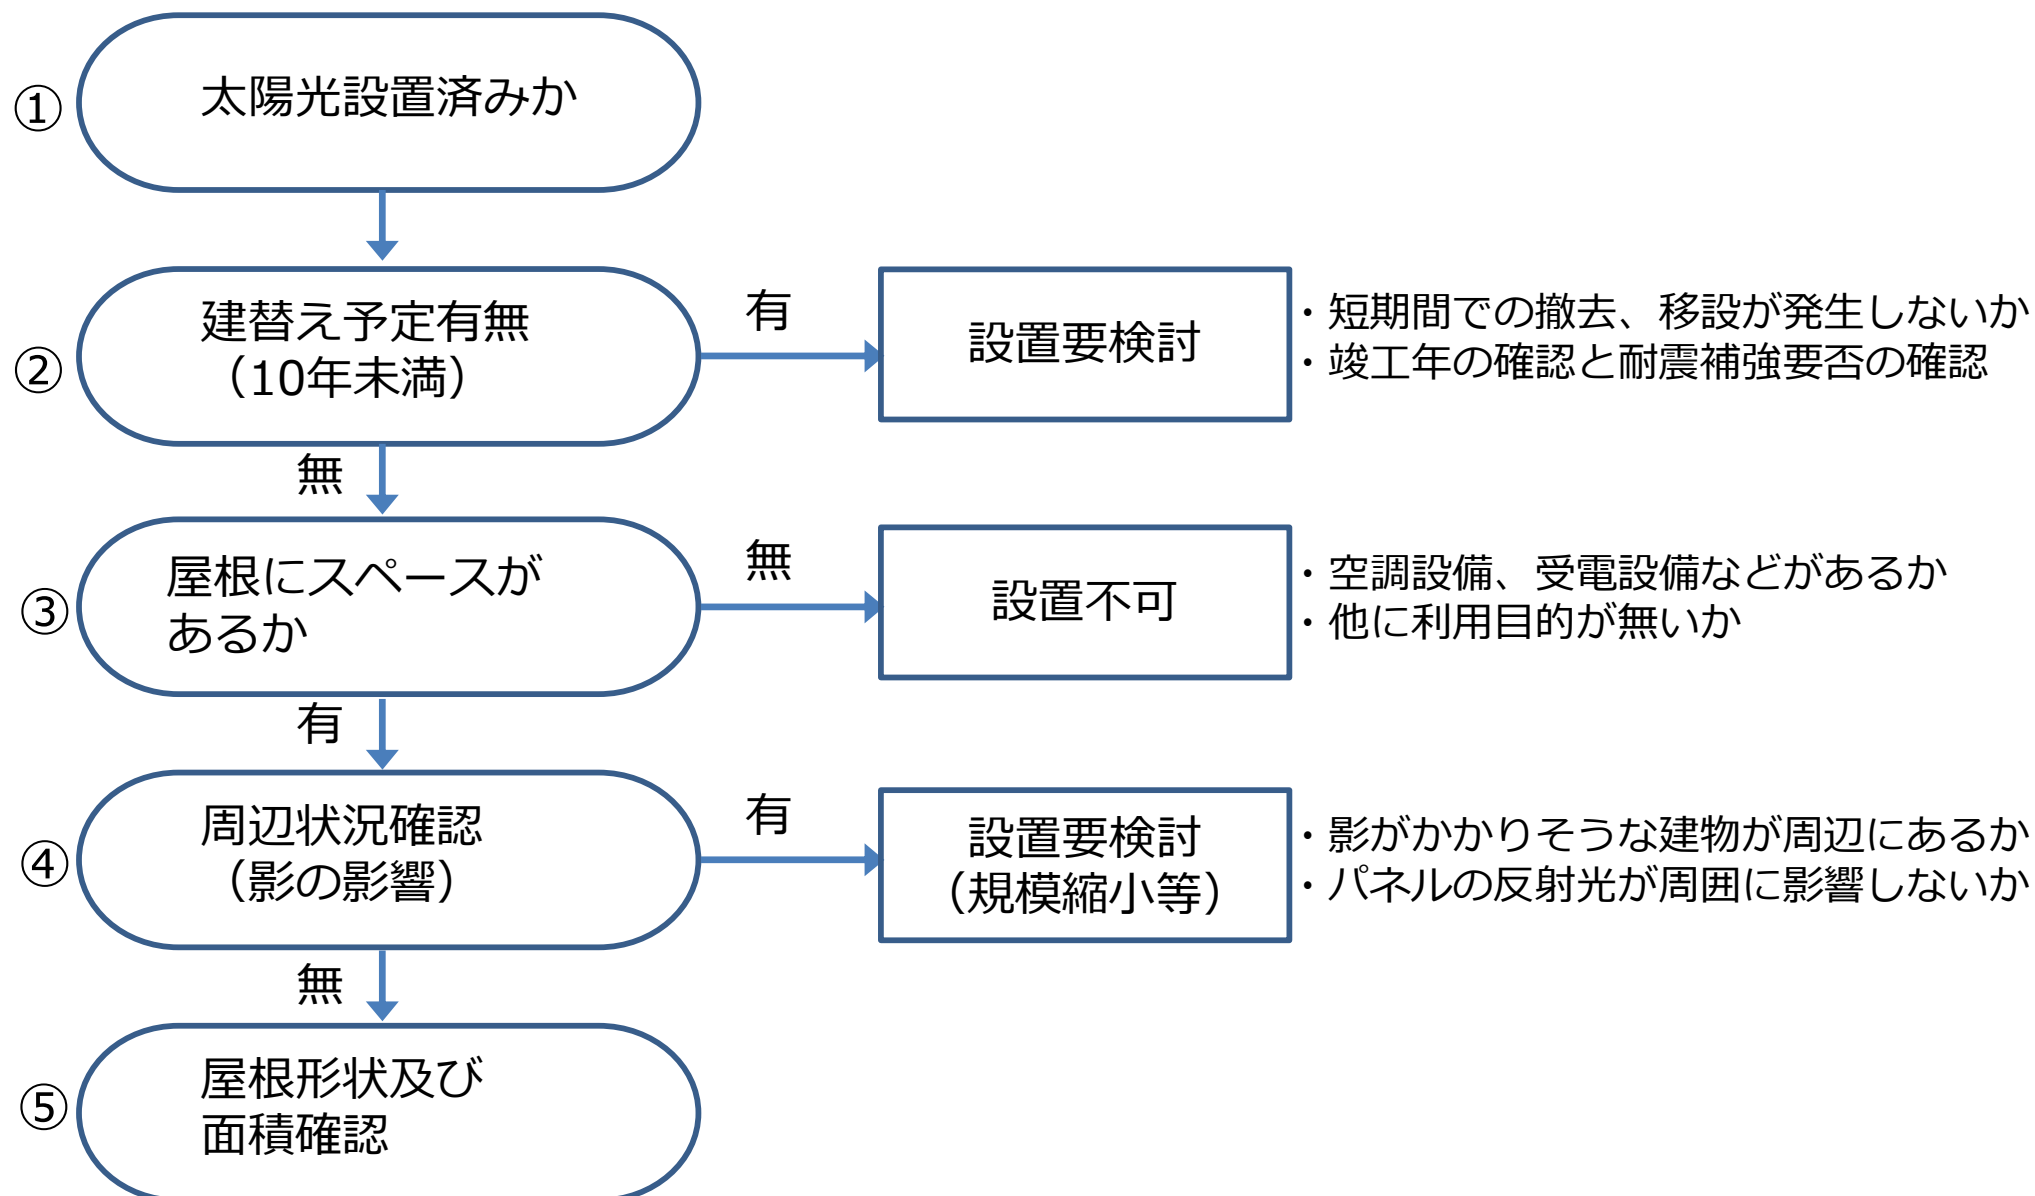 ① 太陽光設置済みか
② 建替え予定有無
（10年未満）
有
設置要検討
・短期間での撤去、移設が発生しないか
・竣工年の確認と耐震補強要否の確認
無
③ 屋根にスペースが
あるか
無
設置不可
・空調設備、受電設備などがあるか
・他に利用目的が無いか
有
④ 周辺状況確認
（影の影響）
有
設置要検討
（規模縮小等）
・影がかかりそうな建物が周辺にあるか
・パネルの反射光が周囲に影響しないか
無
⑤ 屋根形状及び
面積確認